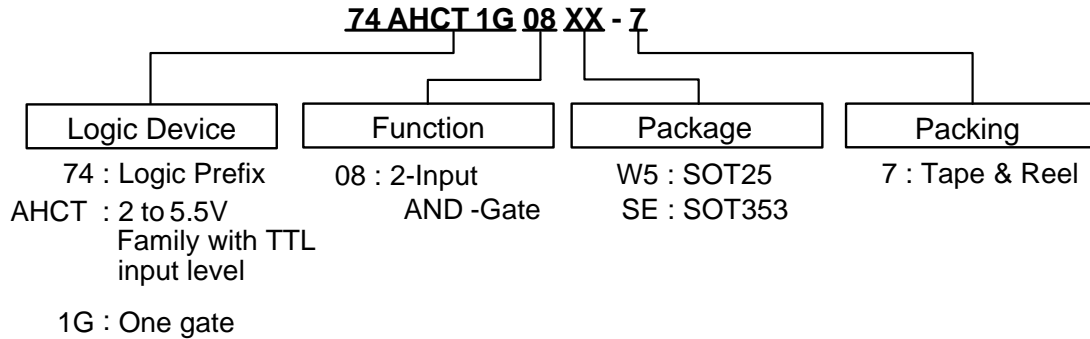 74 AHCT 1G 08 XX - 7
Logic Device
74 : Logic Prefix
AHCT : 2 to 5.5V
Family with TTL
input level
1G : One gate
Function
08 : 2-Input
AND -Gate
Package
W5 : SOT25
SE : SOT353
Packing
7 : Tape & Reel